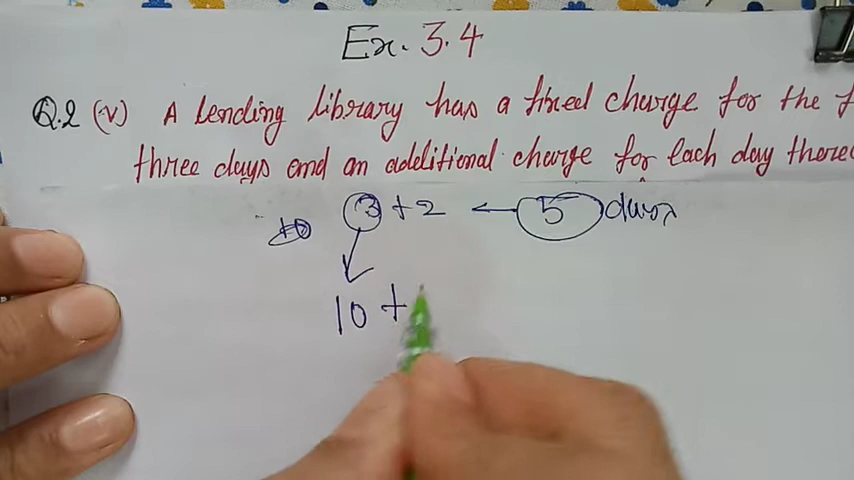 Ex. 3.4
Q.2 (v) A lending library has a fixed charge for the f
three days and an additional charge for each day there
3 + 2 ← 5 days
10 +